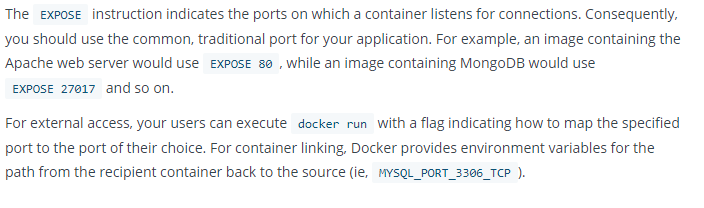 The EXPOSE instruction indicates the ports on which a container listens for connections. Consequently,
you should use the common, traditional port for your application. For example, an image containing the
Apache web server would use EXPOSE 80 , while an image containing MongoDB would use
EXPOSE 27017 and so on.
For external access, your users can execute docker run with a flag indicating how to map the specified
port to the port of their choice. For container linking, Docker provides environment variables for the
path from the recipient container back to the source (ie, MYSQL_PORT_3306_TCP ).